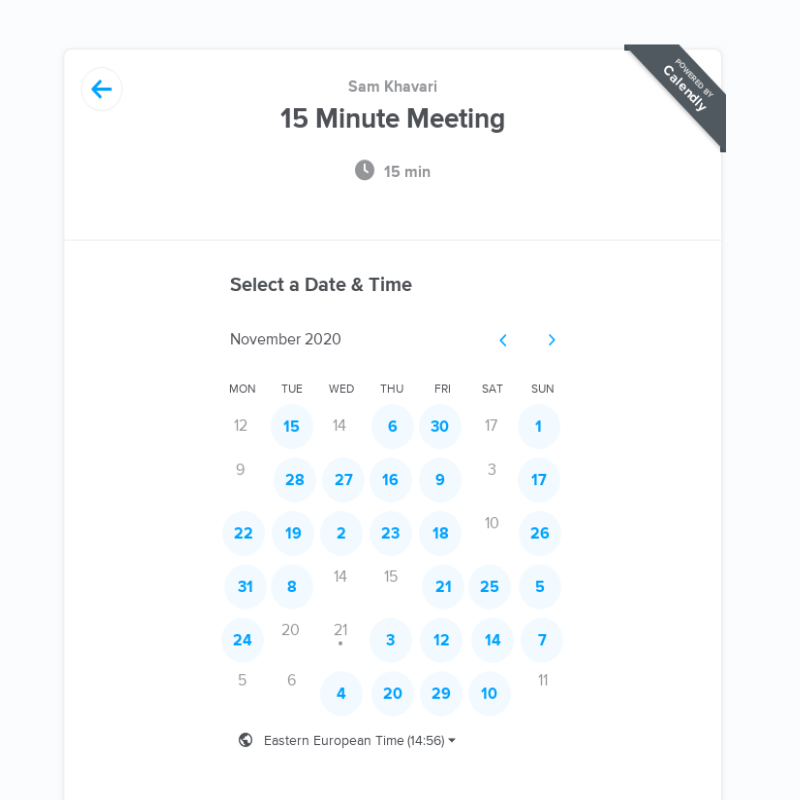 Sam Khavari
POWERED BY
Calendly
15 Minute Meeting
15 min
Select a Date & Time
November 2020
MON TUE WED THU FRI SAT SUN
12 15 14 6 30 17 1
9 28 27 16 9 3 17
22 19 2 23 18 10 26
31 8 14 15 21 25 5
24 20 21 3 12 14 7
5 6 4 20 29 10 11
Eastern European Time (14:56)